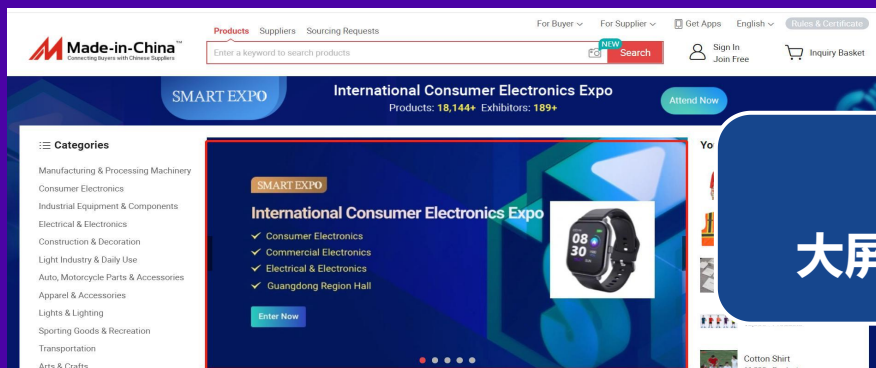 For Buyer
For Supplier
Get Apps
English
Rules & Certificate
Products
Suppliers
Sourcing Requests
Made-in-China™
Connecting Buyers with Chinese Suppliers
Enter a keyword to search products
NEW
Search
Sign In
Join Free
Inquiry Basket
SMART EXPO
International Consumer Electronics Expo
Products: 18,144+ Exhibitors: 189+
Attend Now
Categories
Manufacturing & Processing Machinery
Consumer Electronics
Industrial Equipment & Components
Electrical & Electronics
Construction & Decoration
Light Industry & Daily Use
Auto, Motorcycle Parts & Accessories
Apparel & Accessories
Lights & Lighting
Sporting Goods & Recreation
Transportation
Arts & Crafts
SMART EXPO
International Consumer Electronics Expo
Consumer Electronics
Commercial Electronics
Electrical & Electronics
Guangdong Region Hall
Enter Now
08
30
大屏
Cotton Shirt